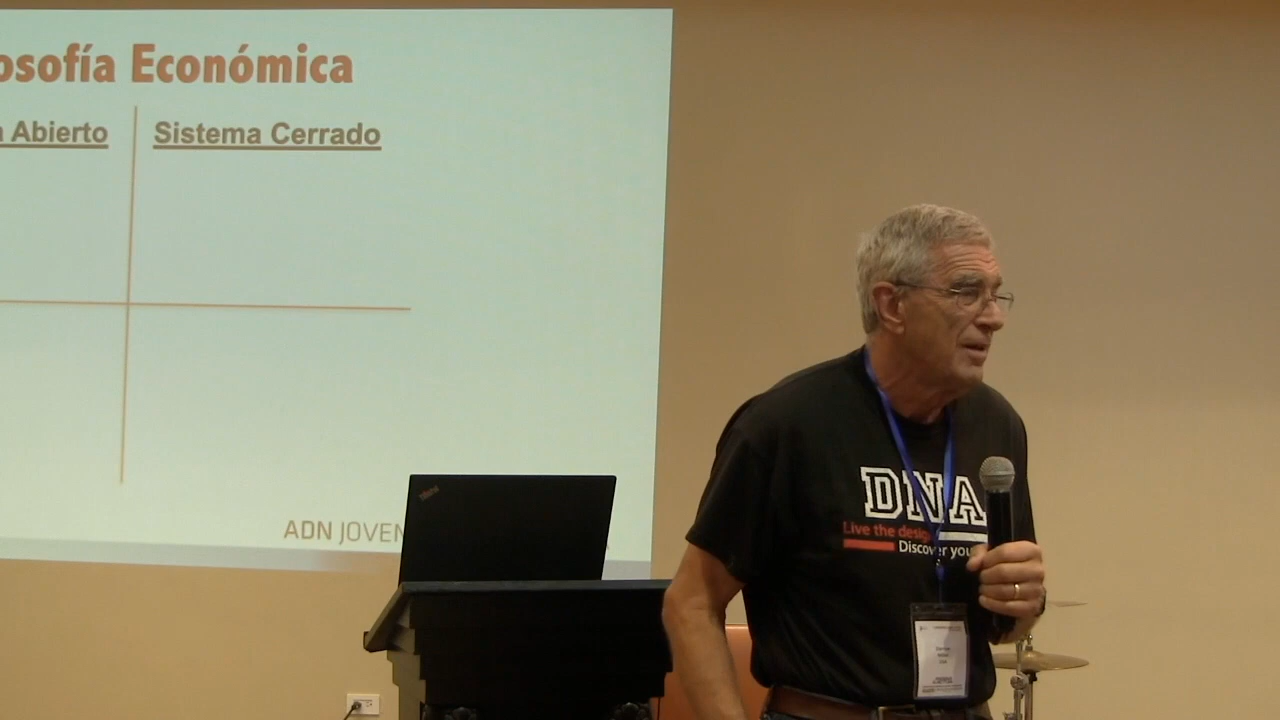 osofía Económica
Abierto
Sistema Cerrado
ADN JOVEN
DNA
Live the desig
Discover you